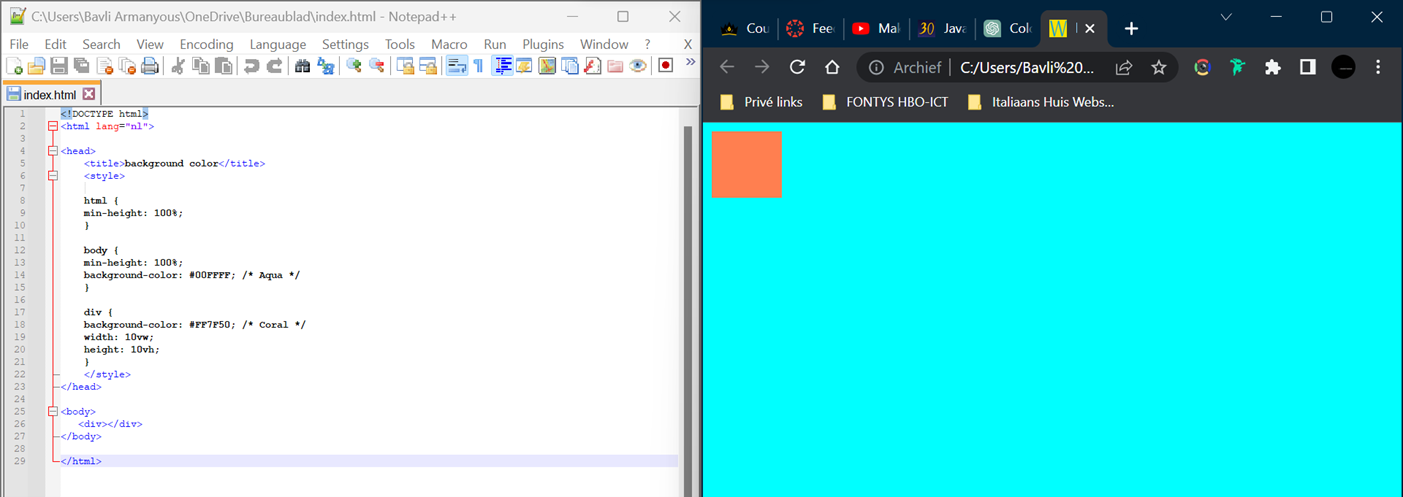 C:\Users\Bavli Armanyous\OneDrive\Bureaublad\index.html - Notepad++
File Edit Search View Encoding Language Settings Tools Macro Run Plugins Window ? X
index.html
1 <!DOCTYPE html>
2 <html lang="nl">
3
4 <head>
5 <title>background color</title>
6 <style>
7
8 html {
9 min-height: 100%;
10 }
11
12 body {
13 min-height: 100%;
14 background-color: #00FFFF; /* Aqua */
15 }
16
17 div {
18 background-color: #FF7F50; /* Coral */
19 width: 10vw;
20 height: 10vh;
21 }
22 </style>
23 </head>
24
25 <body>
26 <div></div>
27 </body>
28
29 </html>
Cou Fee Mak 30 Java Colo W
Archief C:/Users/Bavli%20...
Privé links FONTYS HBO-ICT Italiaans Huis Webs...